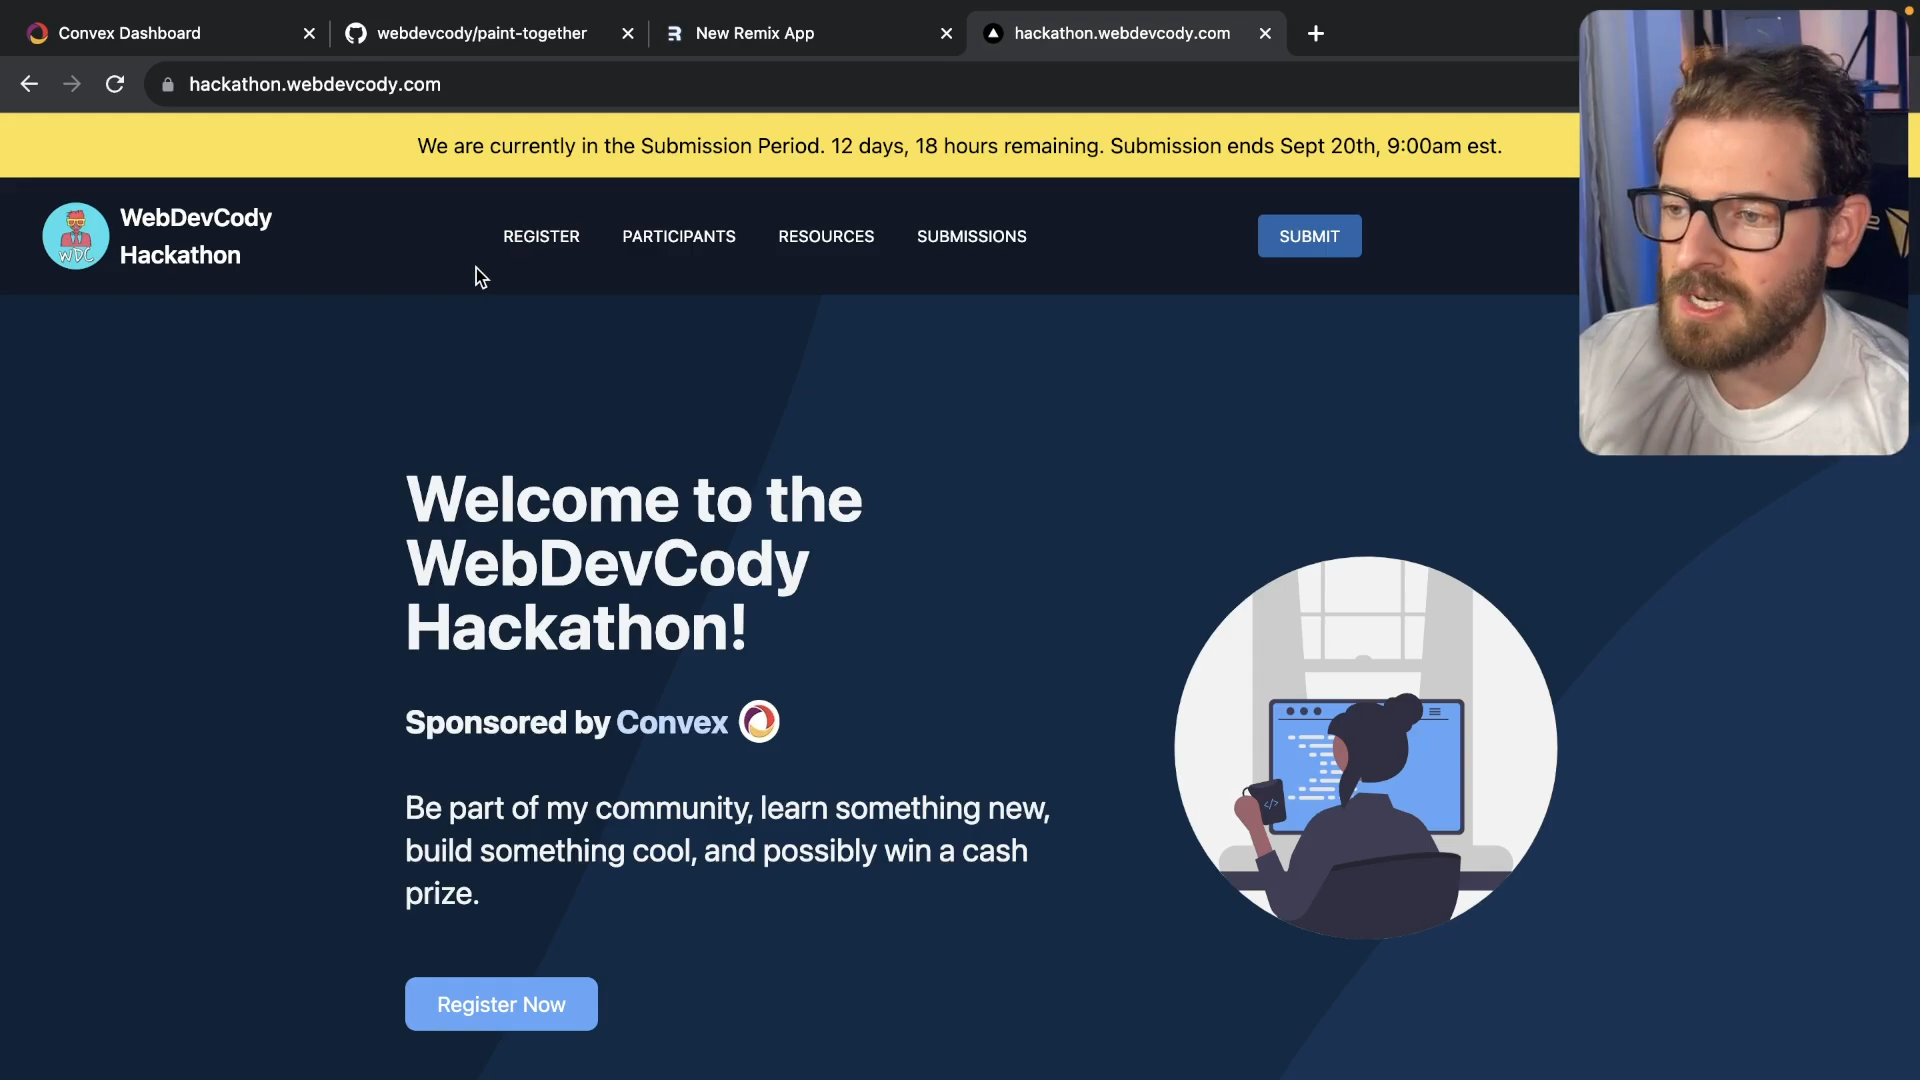 Convex Dashboard
webdevcody/paint-together
New Remix App
hackathon.webdevcody.com
hackathon.webdevcody.com
We are currently in the Submission Period. 12 days, 18 hours remaining. Submission ends Sept 20th, 9:00am est.
WDC
WebDevCody
Hackathon
REGISTER
PARTICIPANTS
RESOURCES
SUBMISSIONS
SUBMIT
Welcome to the
WebDevCody
Hackathon!
Sponsored by Convex
Be part of my community, learn something new,
build something cool, and possibly win a cash
prize.
</>
Register Now